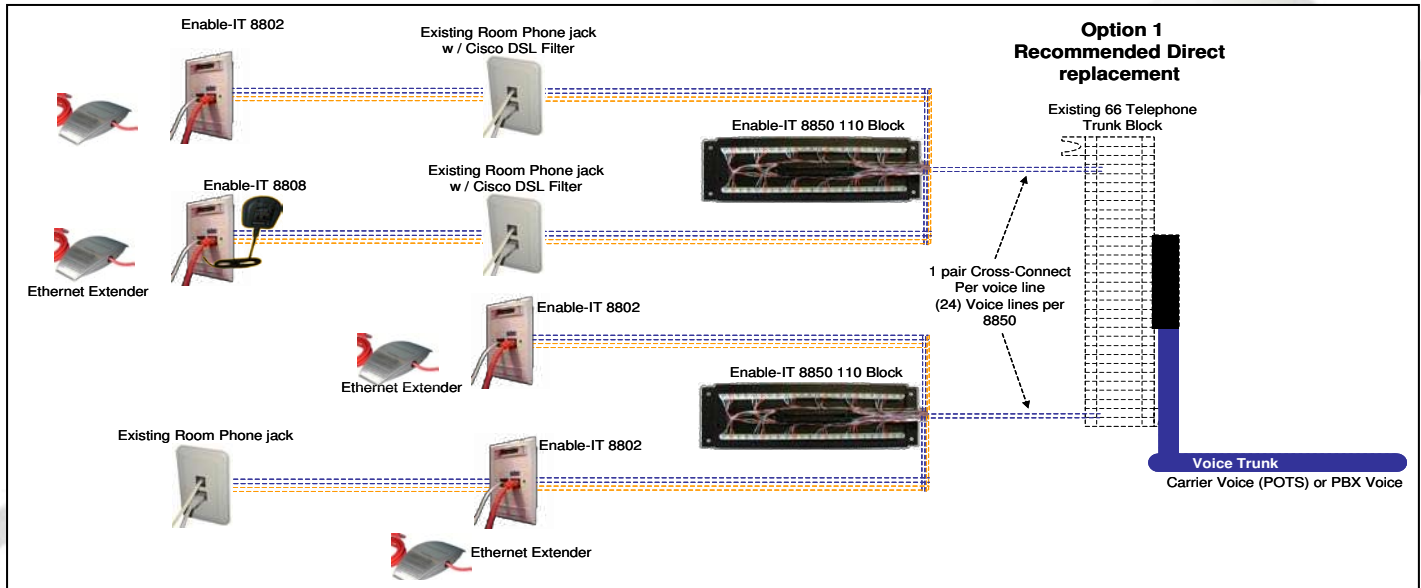 Enable-IT 8802
Existing Room Phone jack
w / Cisco DSL Filter
Option 1
Recommended Direct
replacement
Existing 66 Telephone
Trunk Block
Enable-IT 8850 110 Block
Enable-IT 8808
Existing Room Phone jack
w / Cisco DSL Filter
Ethernet Extender
1 pair Cross-Connect
Per voice line
(24) Voice lines per
8850
Enable-IT 8802
Ethernet Extender
Enable-IT 8850 110 Block
Existing Room Phone jack
Enable-IT 8802
Voice Trunk
Carrier Voice (POTS) or PBX Voice
Ethernet Extender